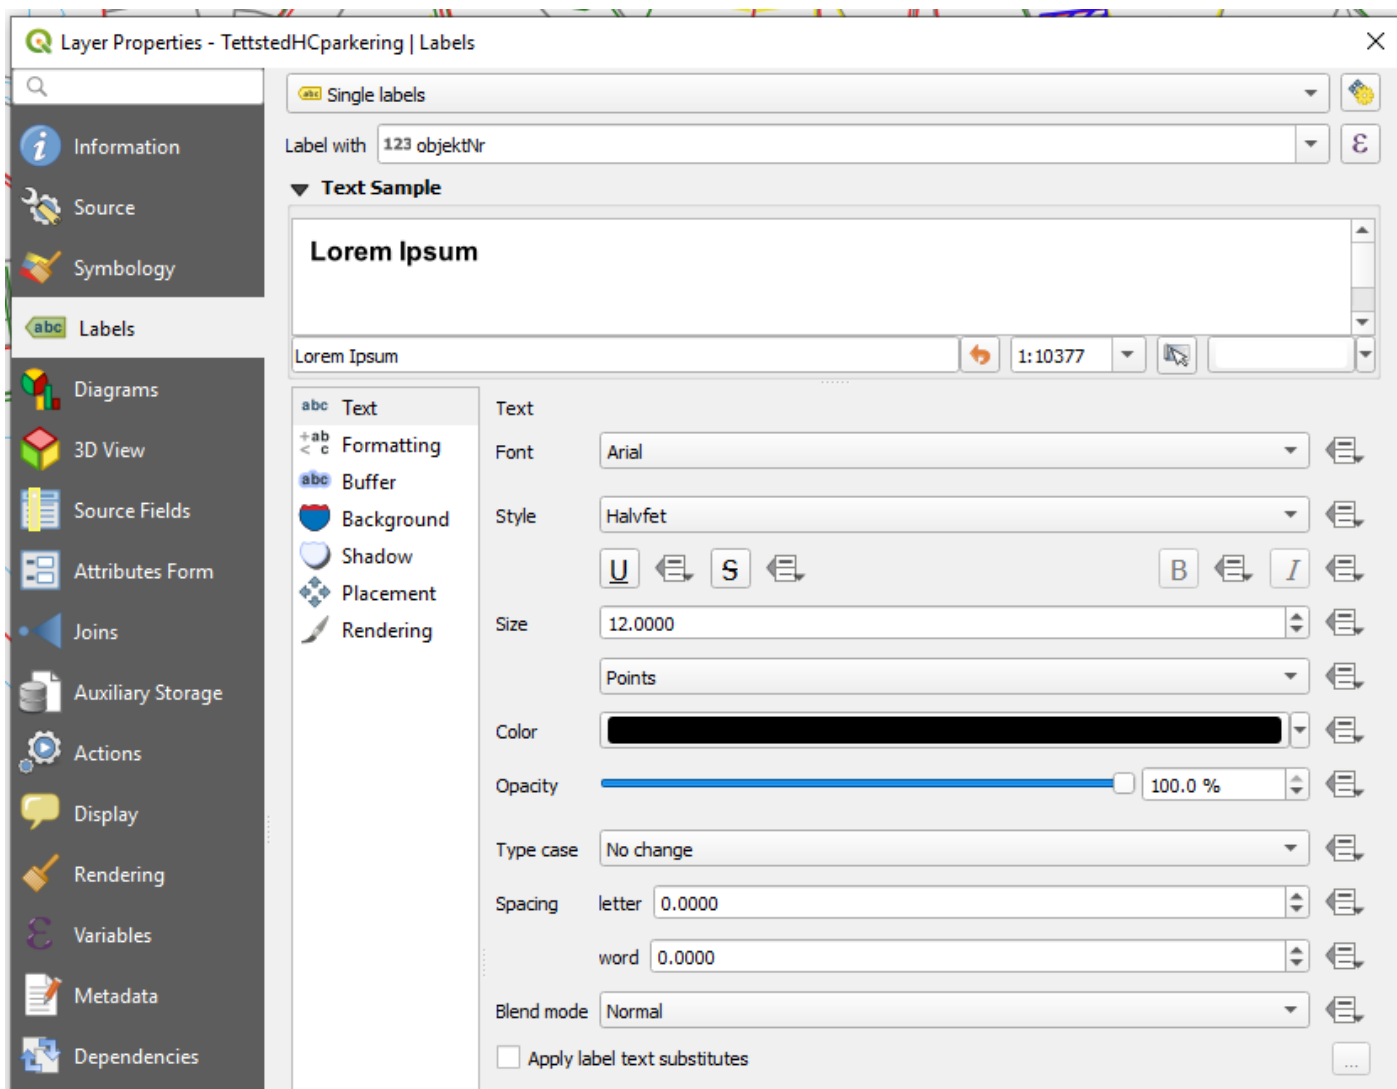 Layer Properties - TettstedHCparkering | Labels
Single labels
Label with 123 objektNr ε
Text Sample
Lorem Ipsum
Lorem Ipsum 1:10377
Information
Source
Symbology
abc Labels
Diagrams
3D View
Source Fields
Attributes Form
Joins
Auxiliary Storage
Actions
Display
Rendering
Variables
Metadata
Dependencies
abc Text
+ab < c Formatting
abc Buffer
Background
Shadow
Placement
Rendering
Text
Font Arial
Style Halvfet
U S B I
Size 12.0000
Points
Color
Opacity 100.0 %
Type case No change
Spacing letter 0.0000
word 0.0000
Blend mode Normal
Apply label text substitutes ...